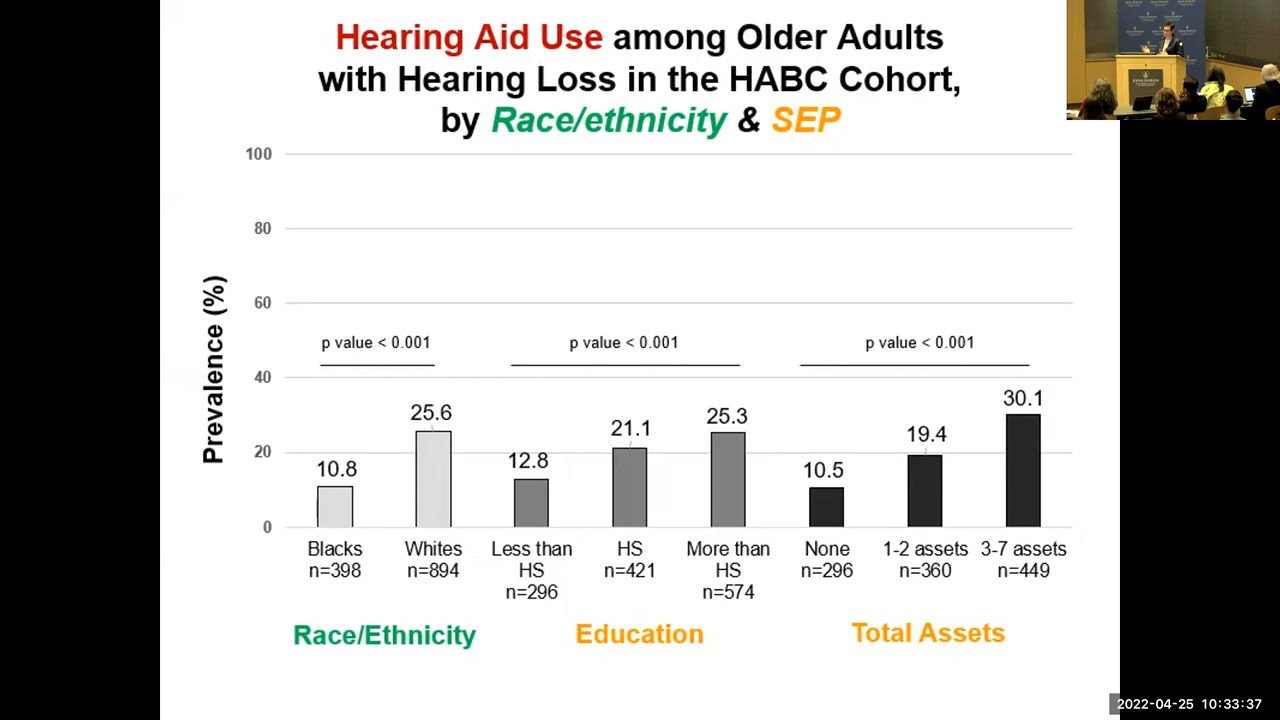 Hearing Aid Use among Older Adults
with Hearing Loss in the HABC Cohort,
by Race/ethnicity & SEP
Prevalence (%)
100
80
60
40
20
0
p value < 0.001
p value < 0.001
p value < 0.001
10.8
25.6
12.8
21.1
25.3
10.5
19.4
30.1
Blacks
n=398
Whites
n=894
Less than
HS
n=296
HS
n=421
More than
HS
n=574
None
n=296
1-2 assets
n=360
3-7 assets
n=449
Race/Ethnicity
Education
Total Assets
2022-04-25 10:33:37